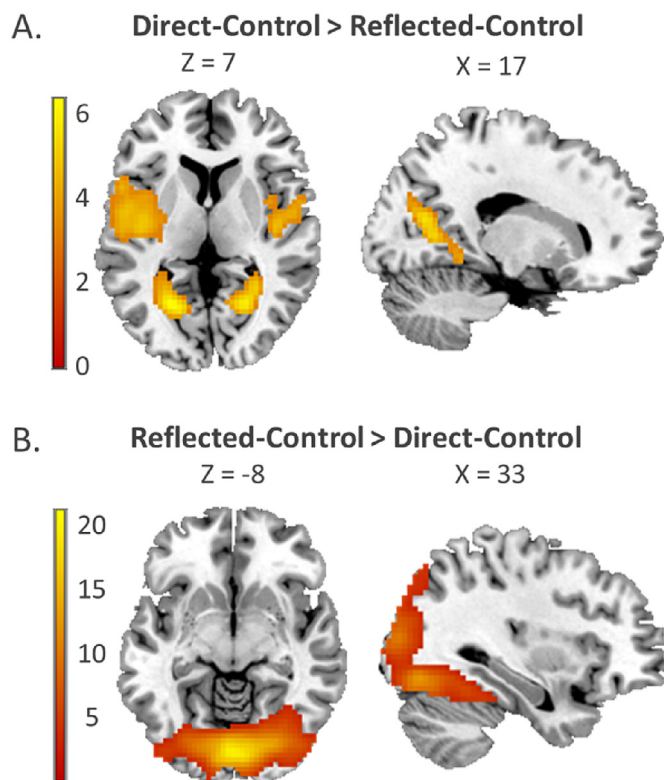 A.
Direct-Control > Reflected-Control
Z = 7 X = 17
6
4
2
0
B.
Reflected-Control > Direct-Control
Z = -8 X = 33
20
15
10
5